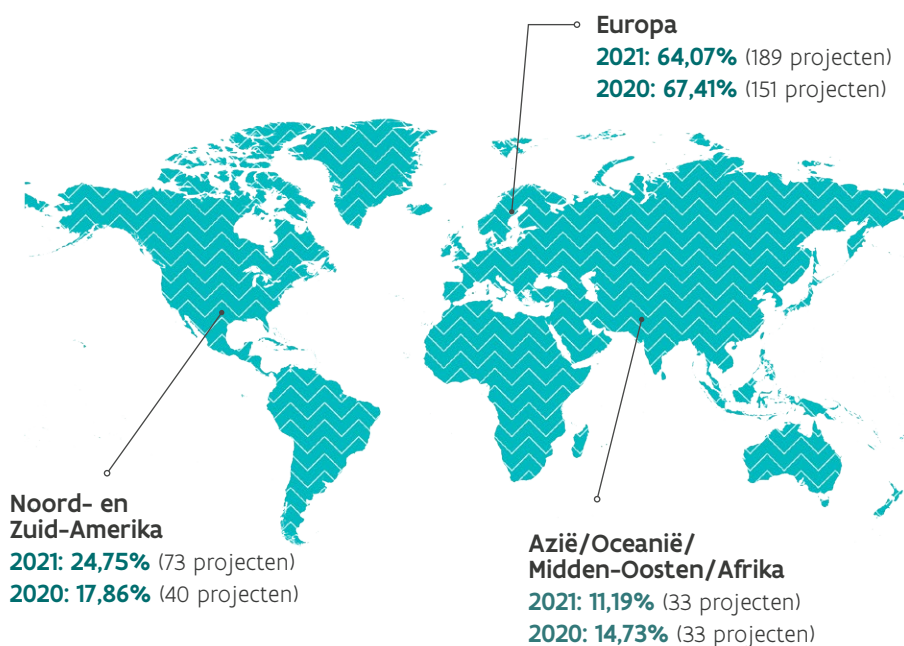 Europa
2021: 64,07% (189 projecten)
2020: 67,41% (151 projecten)
Noord- en
Zuid-Amerika
2021: 24,75% (73 projecten)
2020: 17,86% (40 projecten)
Azië/Oceanië/
Midden-Oosten/Afrika
2021: 11,19% (33 projecten)
2020: 14,73% (33 projecten)